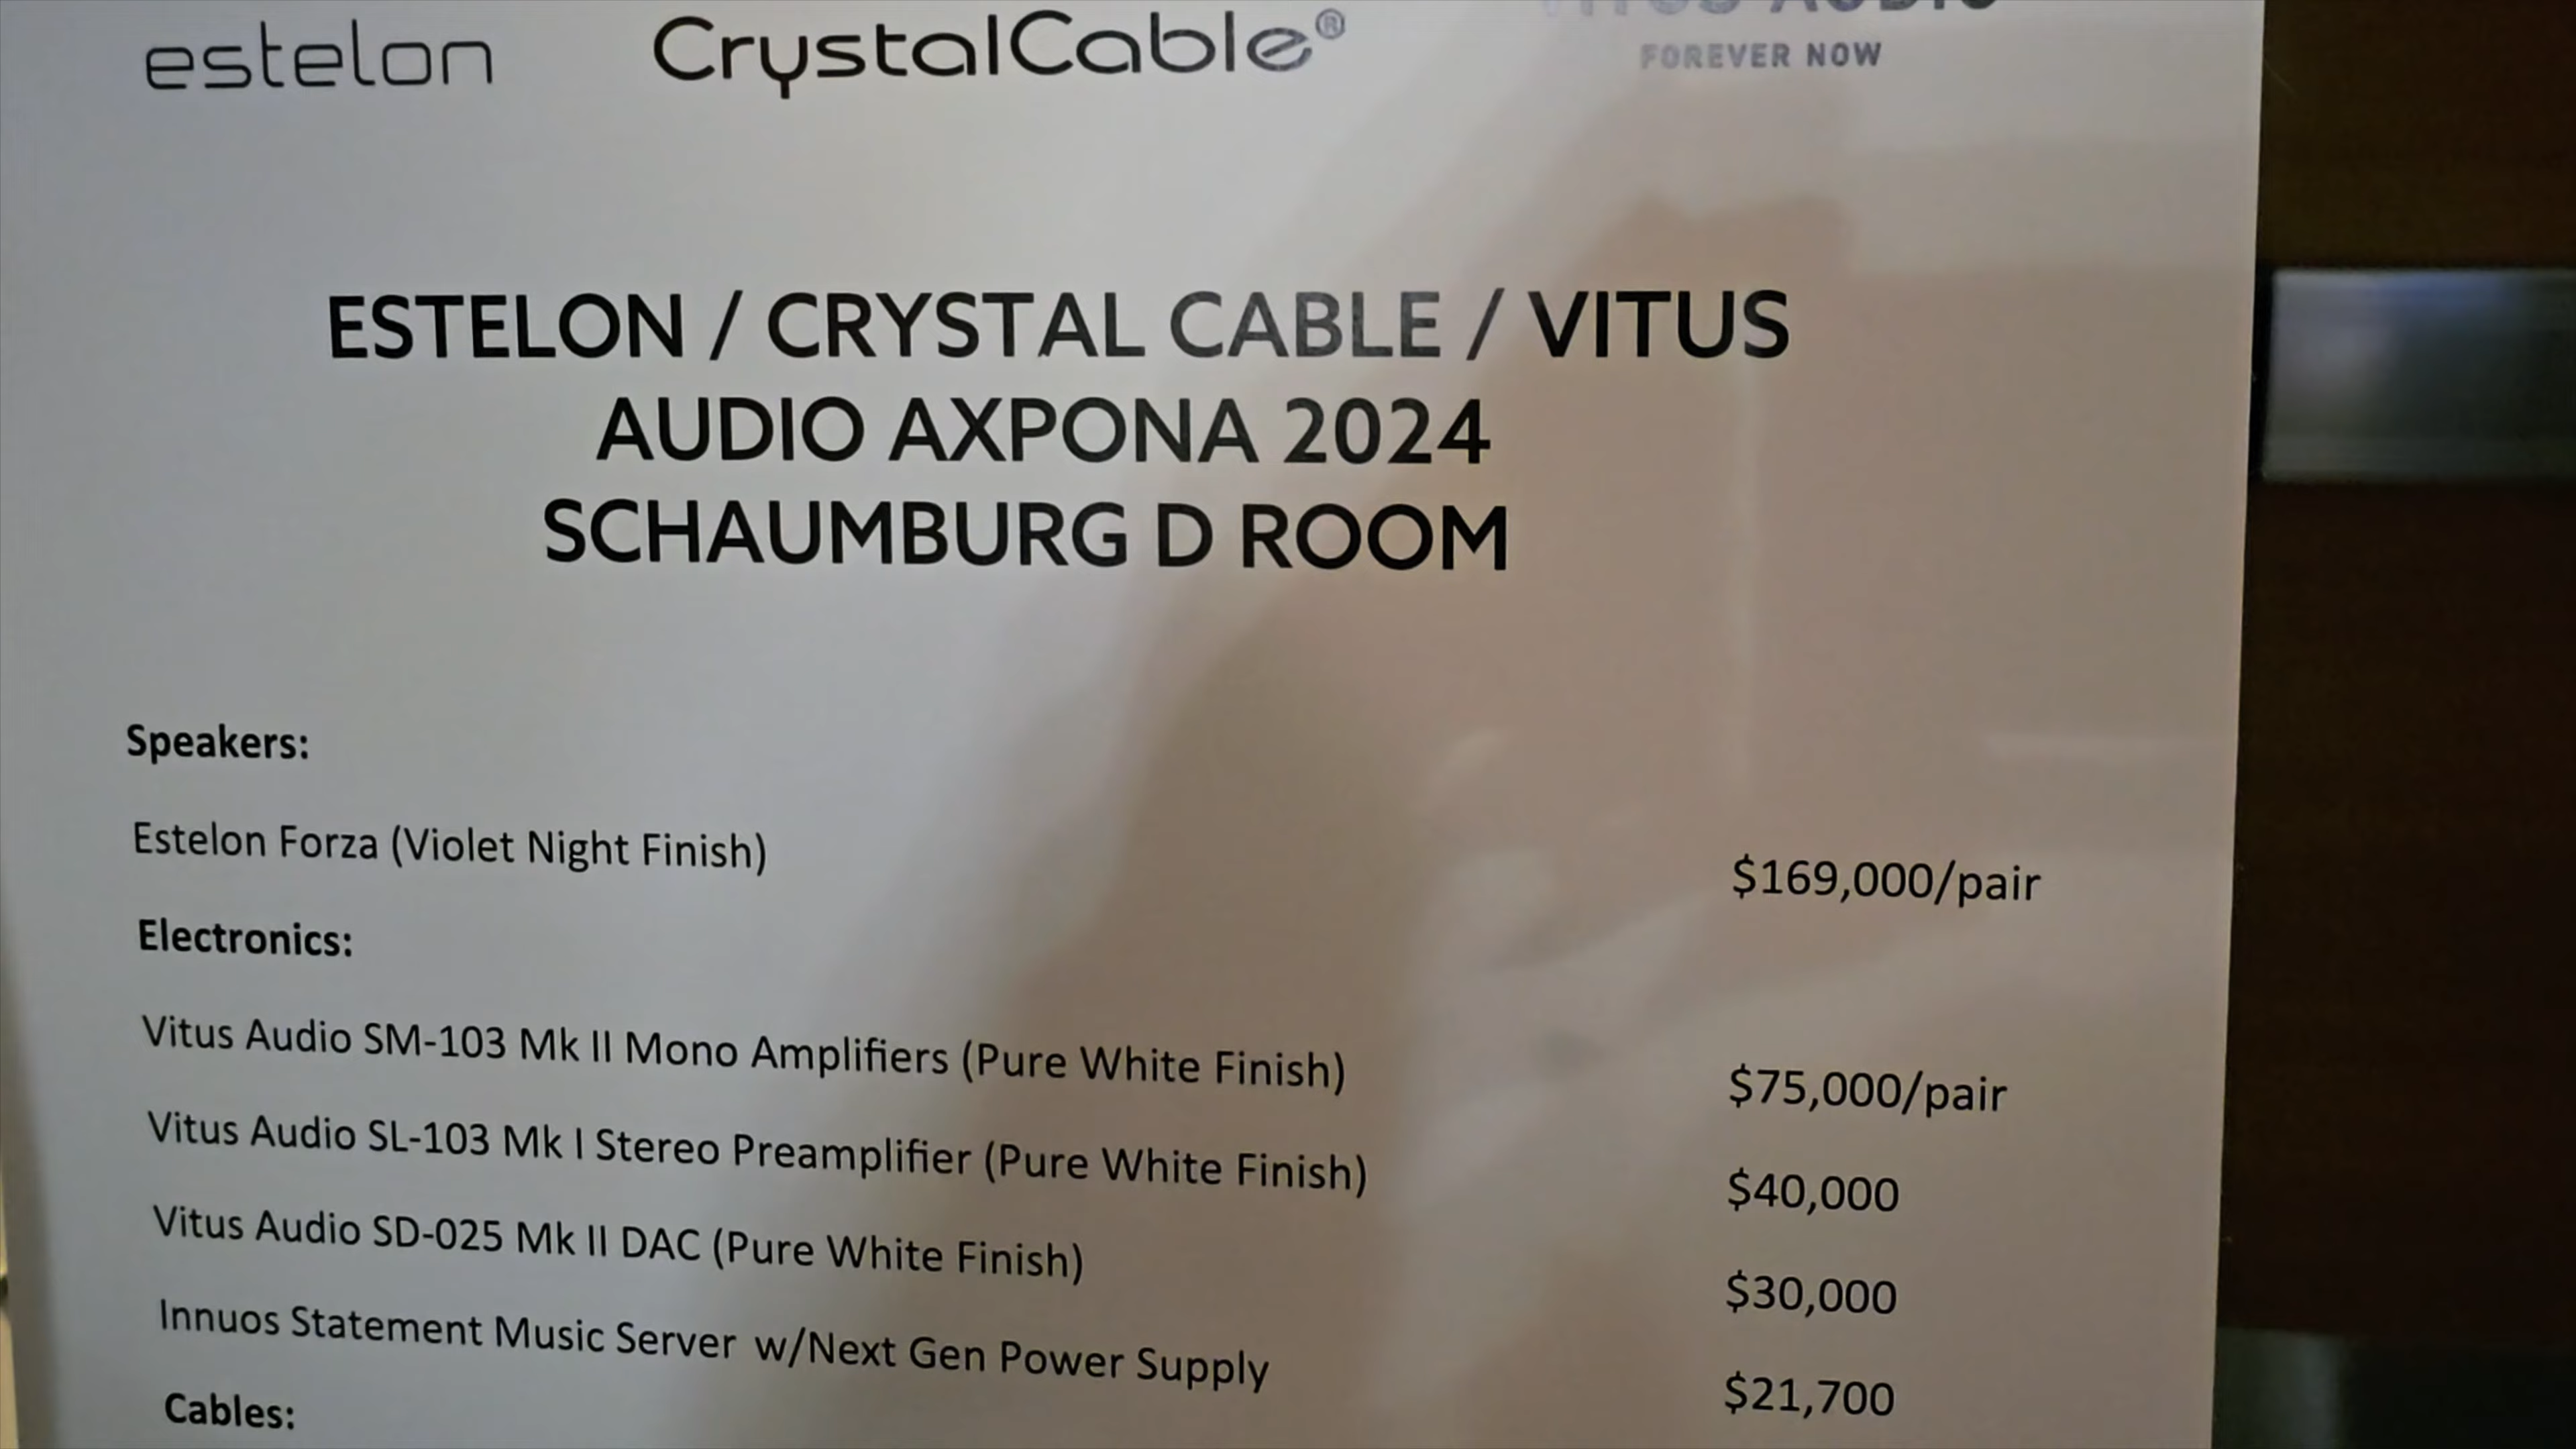 estelon CrystalCable® VITUS AUDIO
FOREVER NOW
ESTELON / CRYSTAL CABLE / VITUS
AUDIO AXPONA 2024
SCHAUMBURG D ROOM
Speakers:
Estelon Forza (Violet Night Finish) $169,000/pair
Electronics:
Vitus Audio SM-103 Mk II Mono Amplifiers (Pure White Finish) $75,000/pair
Vitus Audio SL-103 Mk I Stereo Preamplifier (Pure White Finish) $40,000
Vitus Audio SD-025 Mk II DAC (Pure White Finish) $30,000
Innuos Statement Music Server w/Next Gen Power Supply $21,700
Cables: